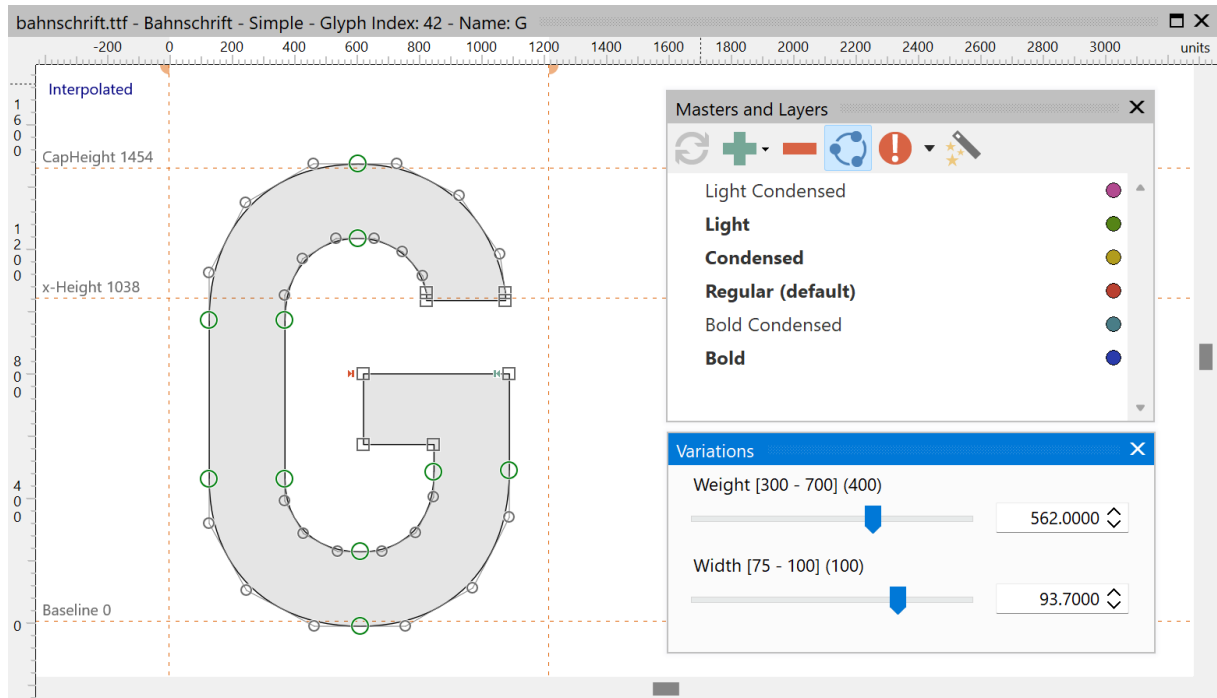 bahnschrift.ttf - Bahnschrift - Simple - Glyph Index: 42 - Name: G
-200 0 200 400 600 800 1000 1200 1400 1600 1800 2000 2200 2400 2600 2800 3000 units
Interpolated
1600
CapHeight 1454
1200
x-Height 1038
800
400
Baseline 0
0
Masters and Layers
Light Condensed
Light
Condensed
Regular (default)
Bold Condensed
Bold
Variations
Weight [300 - 700] (400)
562.0000
Width [75 - 100] (100)
93.7000